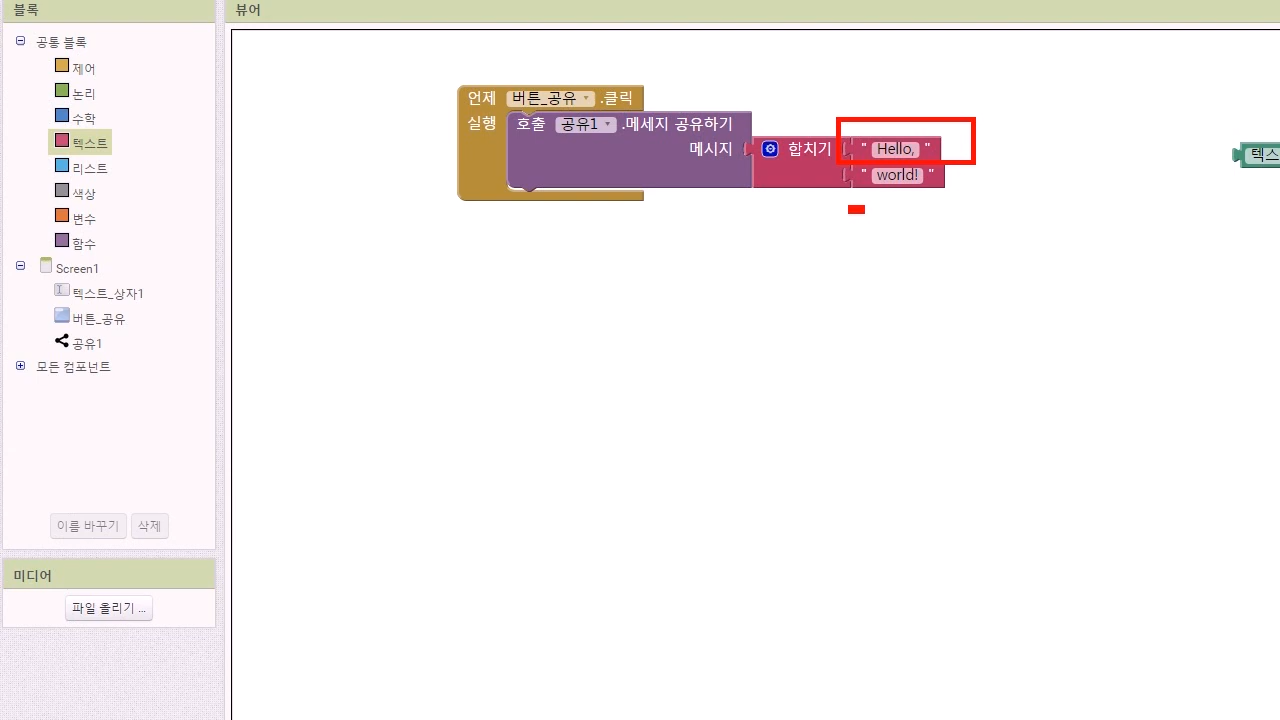 블록
뷰어
공통 블록
제어
논리
수학
텍스트
리스트
색상
변수
함수
Screen1
텍스트_상자1
버튼_공유
공유1
모든 컴포넌트
이름 바꾸기 삭제
미디어
파일 올리기 ...
언제 버튼_공유 .클릭
실행 호출 공유1 .메세지 공유하기
메시지 합치기 " Hello, "
" world! "